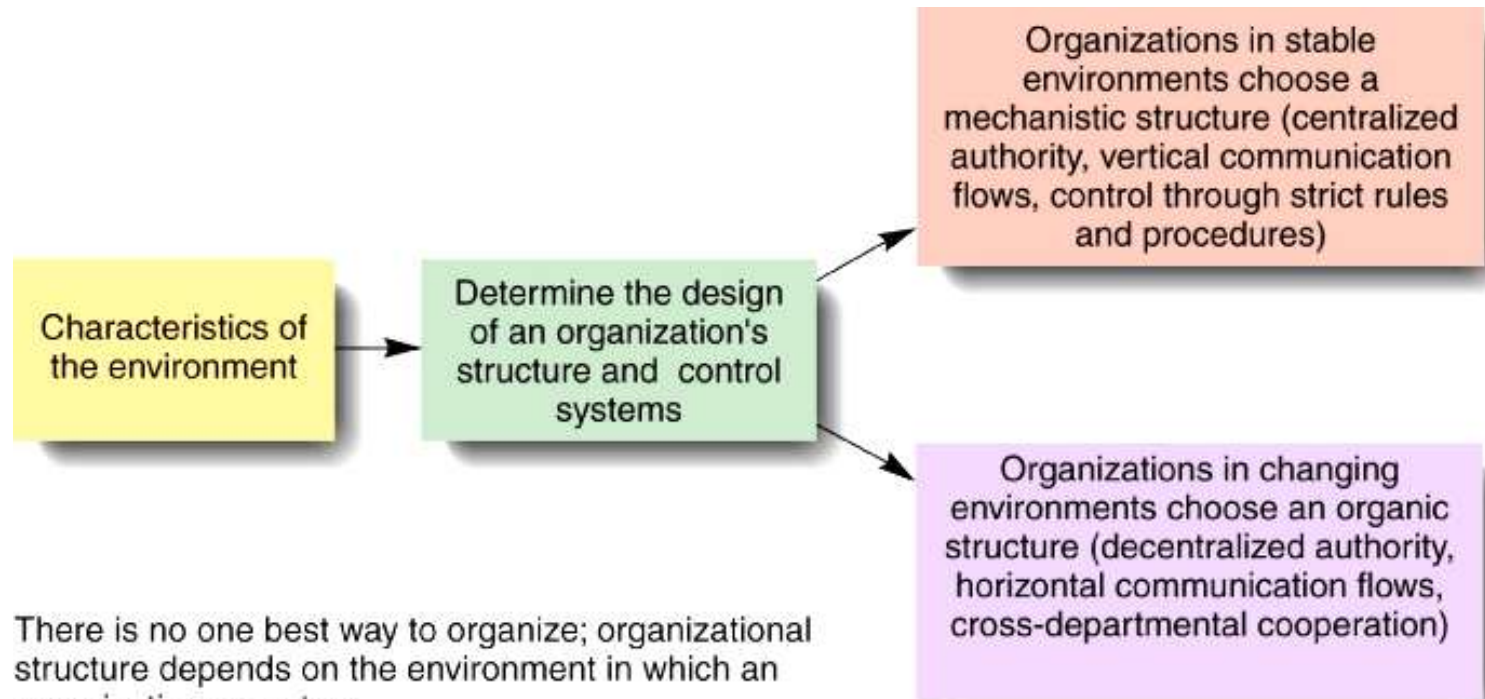 Organizations in stable
environments choose a
mechanistic structure (centralized
authority, vertical communication
flows, control through strict rules
and procedures)
Characteristics of
the environment
Determine the design
of an organization's
structure and control
systems
Organizations in changing
environments choose an organic
structure (decentralized authority,
horizontal communication flows,
cross-departmental cooperation)
There is no one best way to organize; organizational
structure depends on the environment in which an